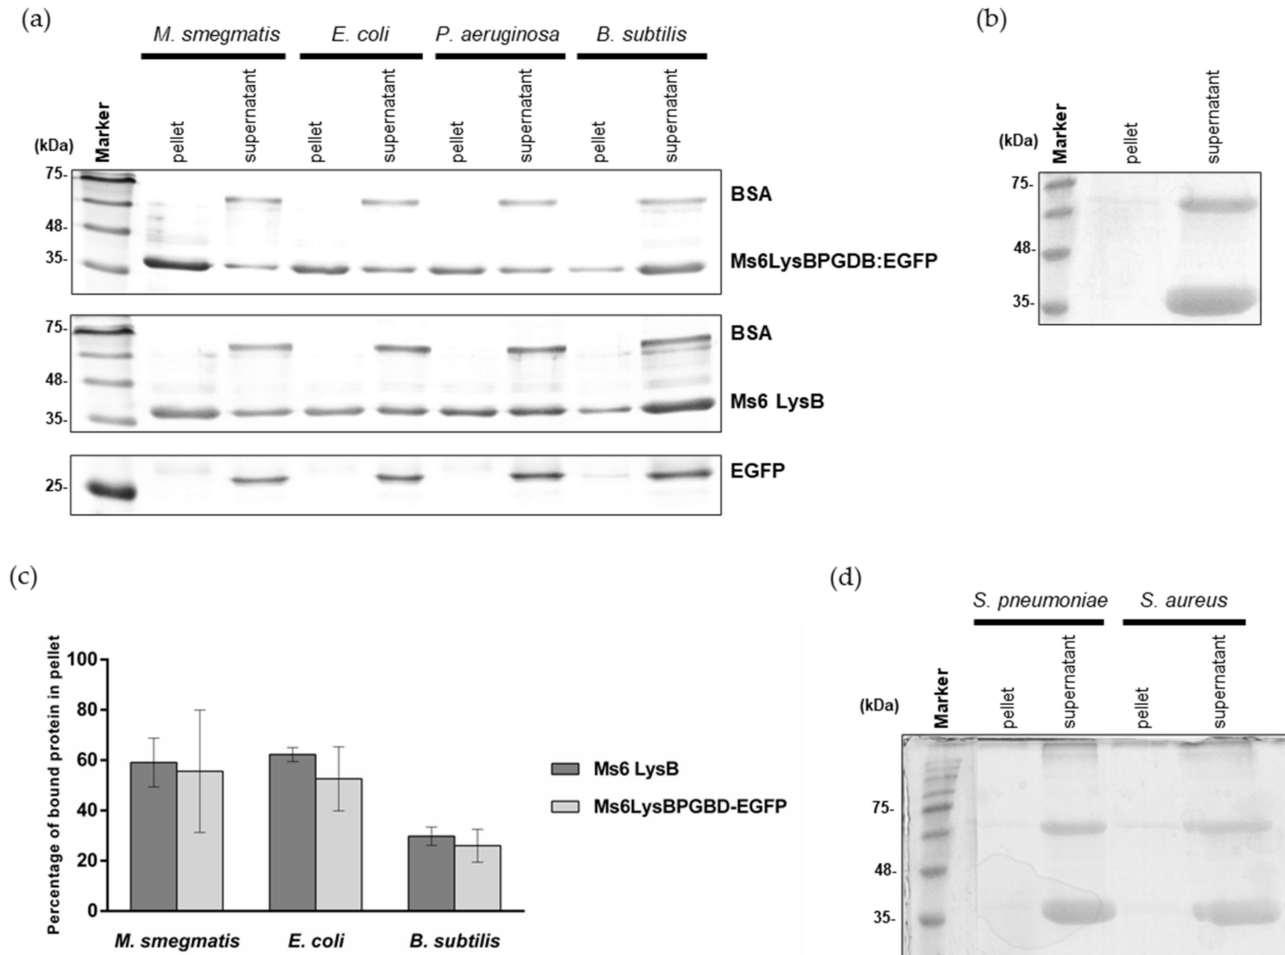 (a)
M. smegmatis E. coli P. aeruginosa B. subtilis
(kDa) Marker pellet supernatant pellet supernatant pellet supernatant pellet supernatant
75-
BSA
48-
35-
Ms6LysBPGDB:EGFP
75-
BSA
48-
Ms6 LysB
35-
EGFP
25-
(b)
(kDa) Marker pellet supernatant
75-
48-
35-
(c)
Percentage of bound protein in pellet
100
80
60
40
20
0
M. smegmatis E. coli B. subtilis
Ms6 LysB
Ms6LysBPGBD-EGFP
(d)
S. pneumoniae S. aureus
(kDa) Marker pellet supernatant pellet supernatant
75-
48-
35-